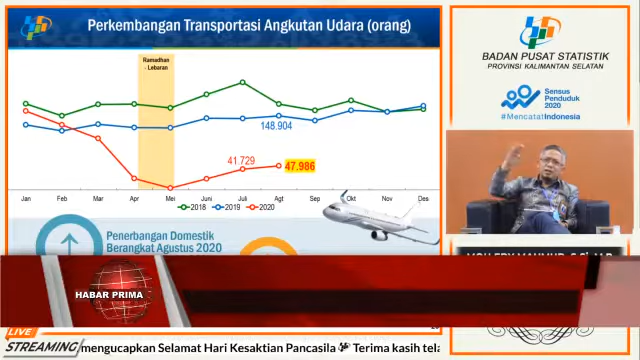 Perkembangan Transportasi Angkutan Udara (orang)
Ramadhan
- Lebaran
148.904
41.729
47.986
Jan Feb Mar Apr Mei Jun Jul Agt Sep Okt Nov Des
2018 2019 2020
Penerbangan Domestik
Berangkat Agustus 2020
BADAN PUSAT STATISTIK
PROVINSI KALIMANTAN SELATAN
Sensus
Penduduk
2020
#MencatatIndonesia
HABAR PRIMA
LIVE
STREAMING
mengucapkan Selamat Hari Kesaktian Pancasila
Terima kasih tela